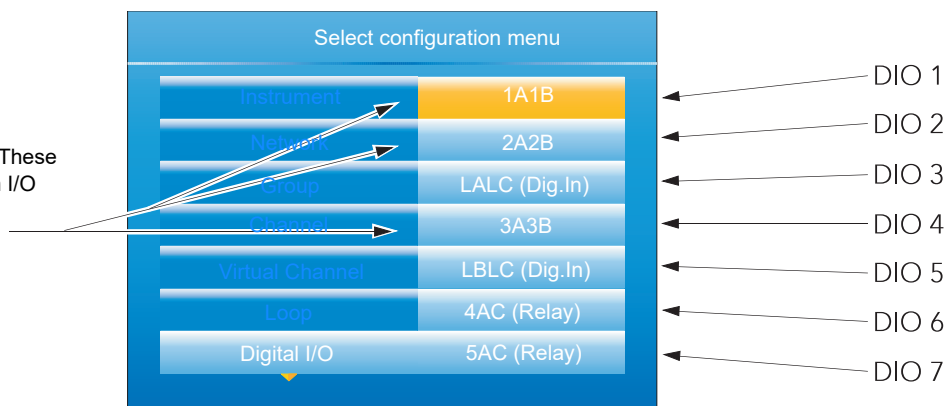 Select configuration menu
Instrument 1A1B DIO 1
Network 2A2B DIO 2
These
I/O
Group LALC (Dig.In) DIO 3
Channel 3A3B DIO 4
Virtual Channel LBLC (Dig.In) DIO 5
Loop 4AC (Relay) DIO 6
Digital I/O 5AC (Relay) DIO 7